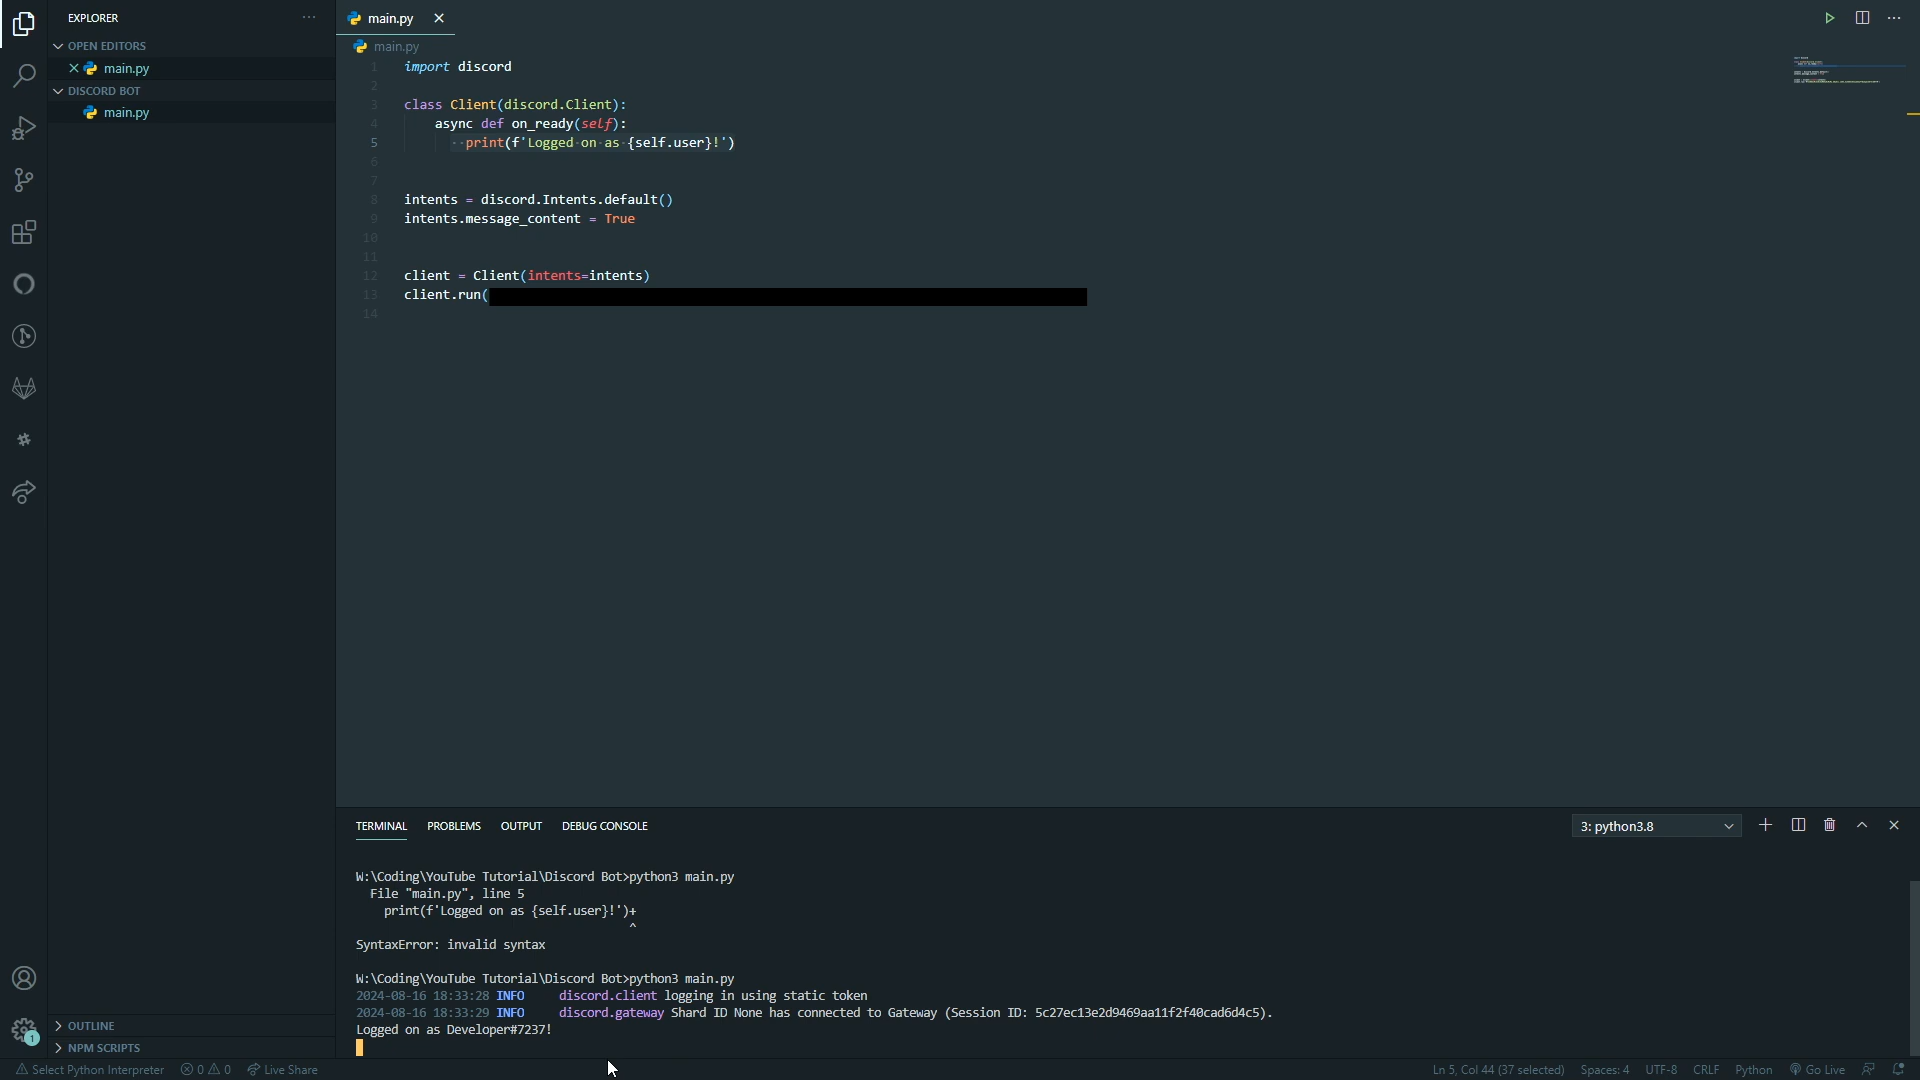 EXPLORER
OPEN EDITORS
main.py
DISCORD BOT
main.py
OUTLINE
NPM SCRIPTS
main.py
main.py
1 import discord
2
3 class Client(discord.Client):
4 async def on_ready(self):
5 ··print(f'Logged·on·as·{self.user}!')
6
7
8 intents = discord.Intents.default()
9 intents.message_content = True
10
11
12 client = Client(intents=intents)
13 client.run(
14
TERMINAL PROBLEMS OUTPUT DEBUG CONSOLE 3: python3.8
W:\Coding\YouTube Tutorial\Discord Bot>python3 main.py
File "main.py", line 5
print(f'Logged on as {self.user}!')+
^
SyntaxError: invalid syntax
W:\Coding\YouTube Tutorial\Discord Bot>python3 main.py
2024-08-16 18:33:28 INFO discord.client logging in using static token
2024-08-16 18:33:29 INFO discord.gateway Shard ID None has connected to Gateway (Session ID: 5c27ec13e2d9469aa11f2f40cad6d4c5).
Logged on as Developer#7237!
1
Select Python Interpreter 0 0 Live Share Ln 5, Col 44 (37 selected) Spaces: 4 UTF-8 CRLF Python Go Live